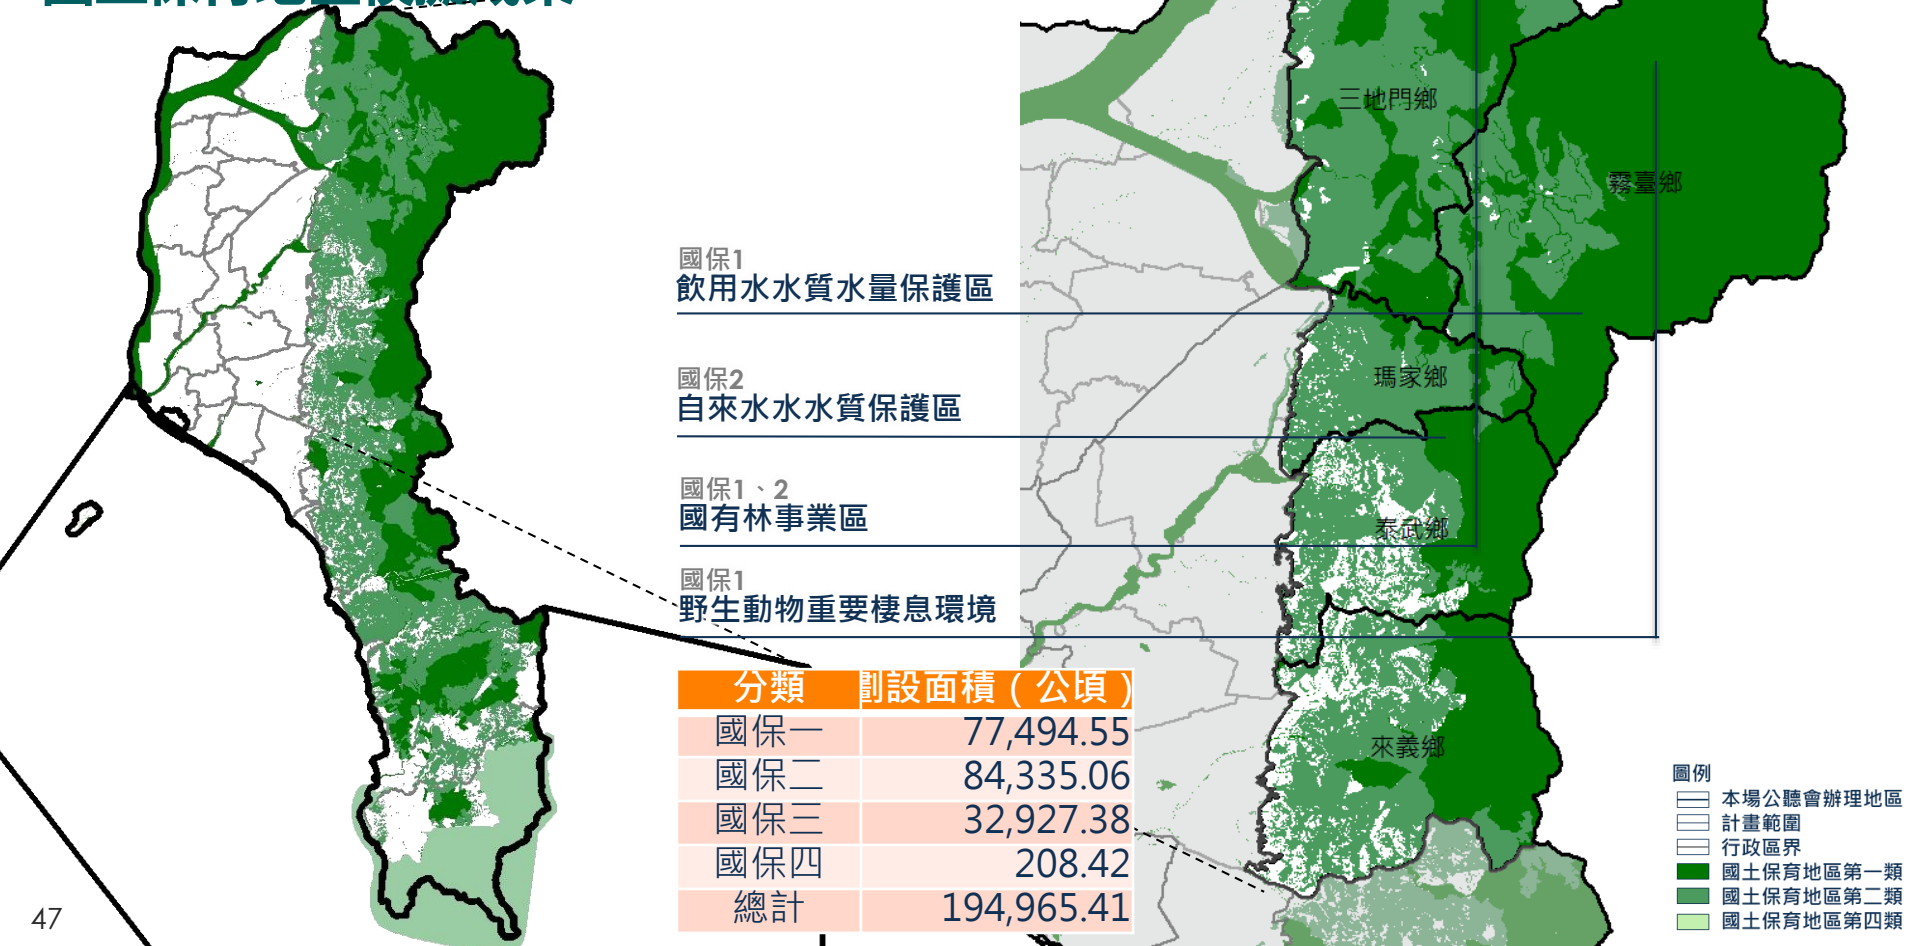 國保1
飲用水水質水量保護區
國保2
自來水水水質保護區
國保1、2
國有林事業區
國保1
野生動物重要棲息環境
分類 劃設面積（公頃）
國保一 77,494.55
國保二 84,335.06
國保三 32,927.38
國保四 208.42
總計 194,965.41
三地門鄉
霧臺鄉
瑪家鄉
泰武鄉
來義鄉
圖例
本場公聽會辦理地區
計畫範圍
行政區界
國土保育地區第一類
國土保育地區第二類
國土保育地區第四類
47